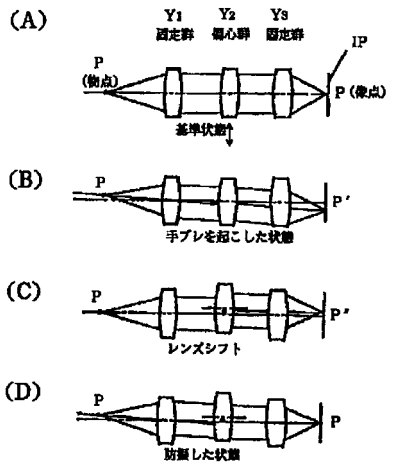 (A)
Y1 Y2 Y3
固定群 偏心群 固定群
IP
P
(物点)
P (像点)
基準状態
(B)
P
P'
手ブレを起こした状態
(C)
P
P"
レンズシフト
(D)
P
P
防振した状態